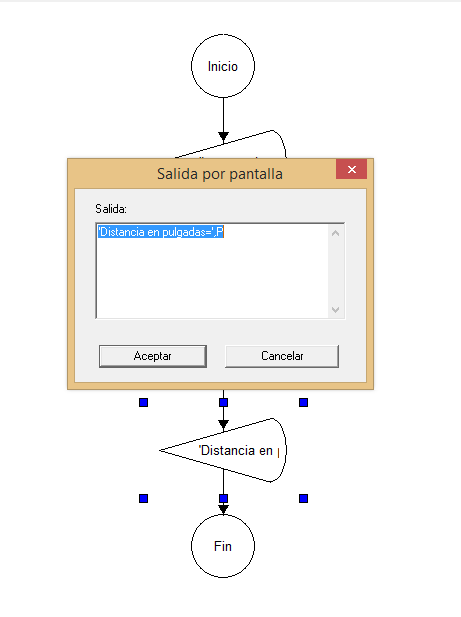 Inicio
Salida por pantalla
Salida:
'Distancia en pulgadas=',P
Aceptar
Cancelar
'Distancia en p
Fin